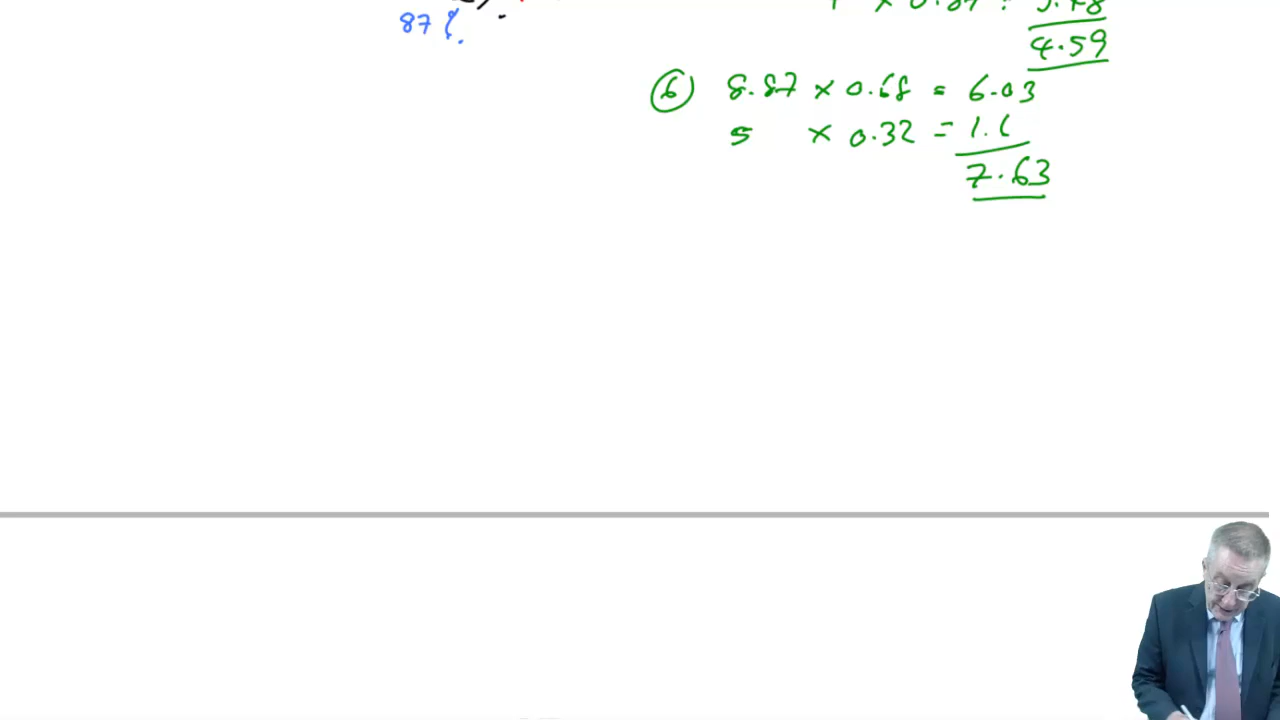 87%
4.59
⑥ 8.87 × 0.68 = 6.03
5 × 0.32 = 1.6
7.63